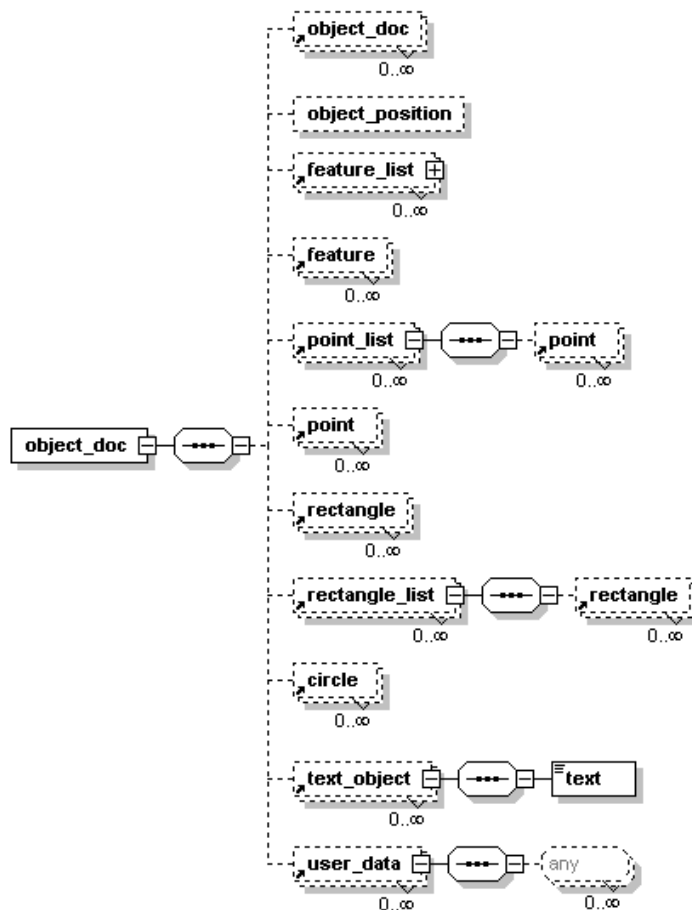 object_doc
0..∞
object_position
feature_list
0..∞
feature
0..∞
point_list
point
0..∞
0..∞
point
0..∞
object_doc
rectangle
0..∞
rectangle_list
rectangle
0..∞
0..∞
circle
0..∞
text_object
text
0..∞
user_data
any
0..∞
0..∞